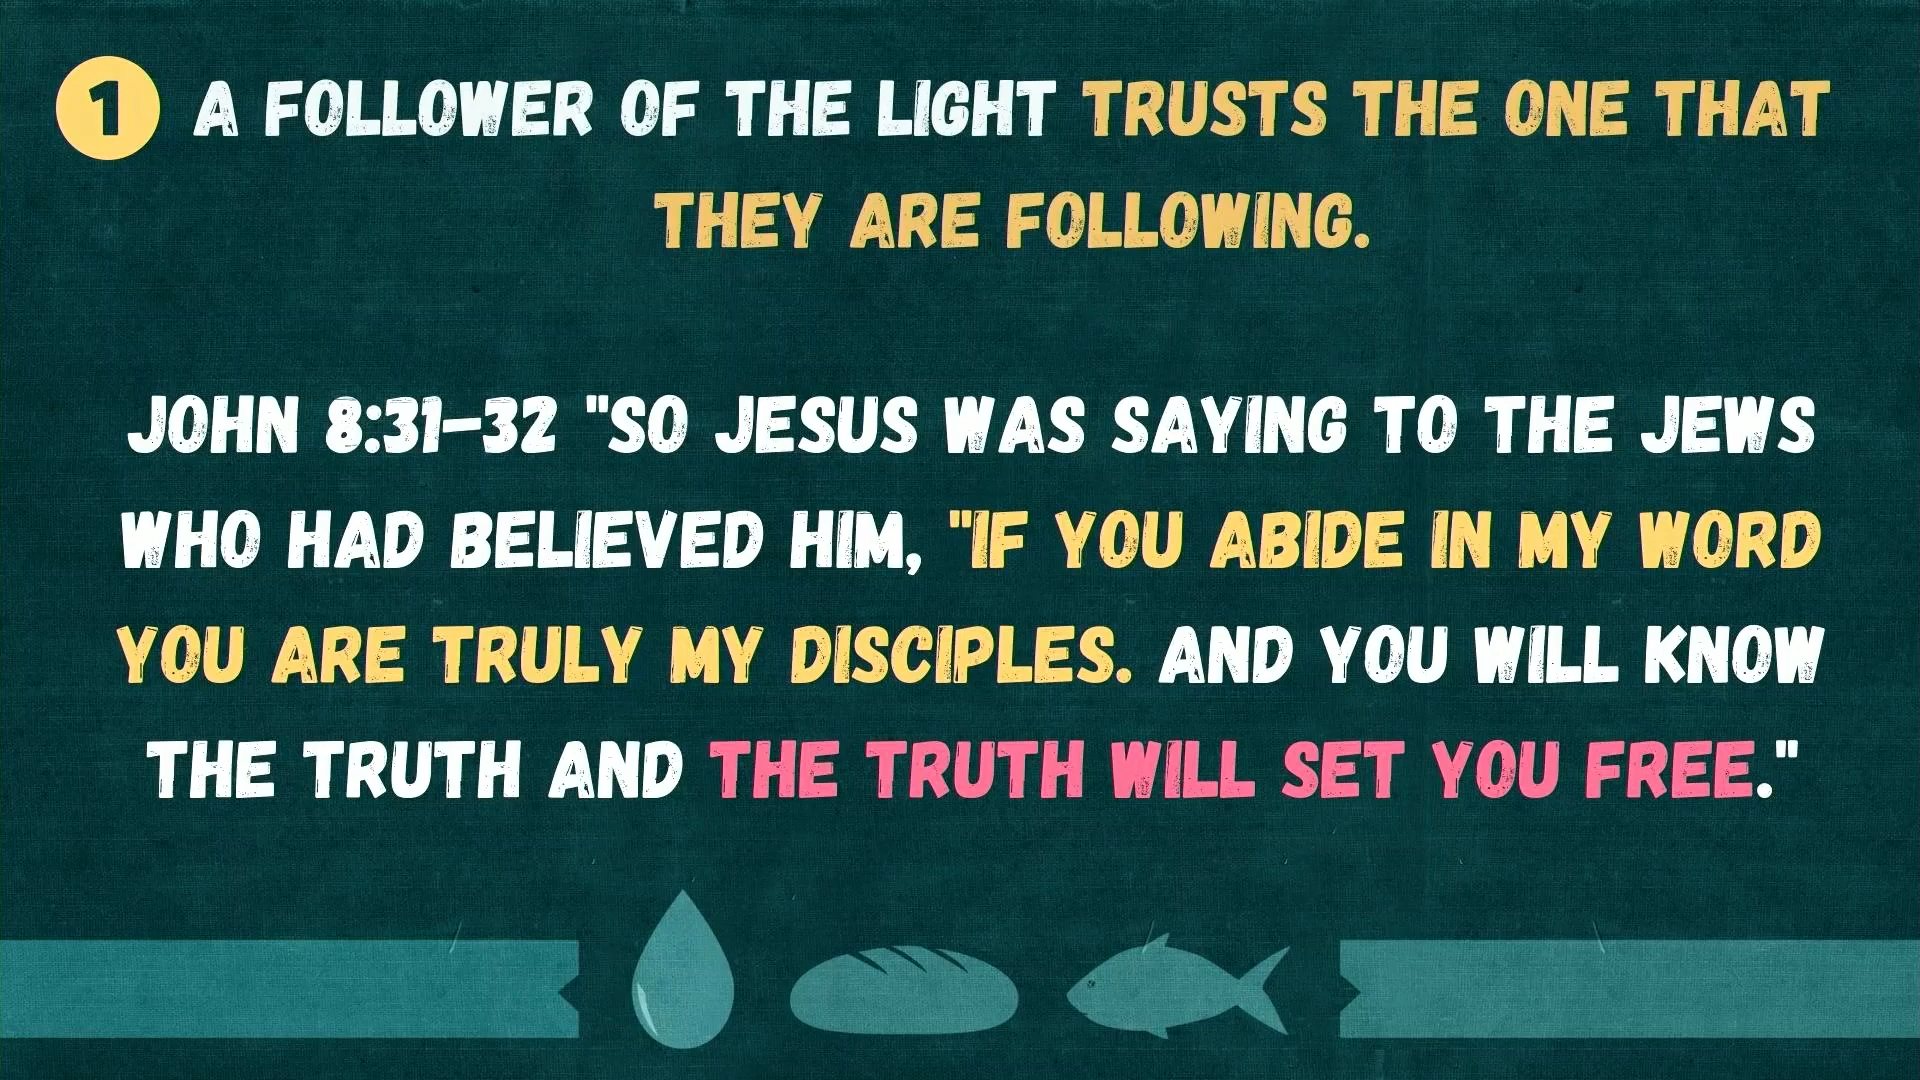 1 A FOLLOWER OF THE LIGHT TRUSTS THE ONE THAT
THEY ARE FOLLOWING.
JOHN 8:31-32 "SO JESUS WAS SAYING TO THE JEWS
WHO HAD BELIEVED HIM, "IF YOU ABIDE IN MY WORD
YOU ARE TRULY MY DISCIPLES. AND YOU WILL KNOW
THE TRUTH AND THE TRUTH WILL SET YOU FREE."